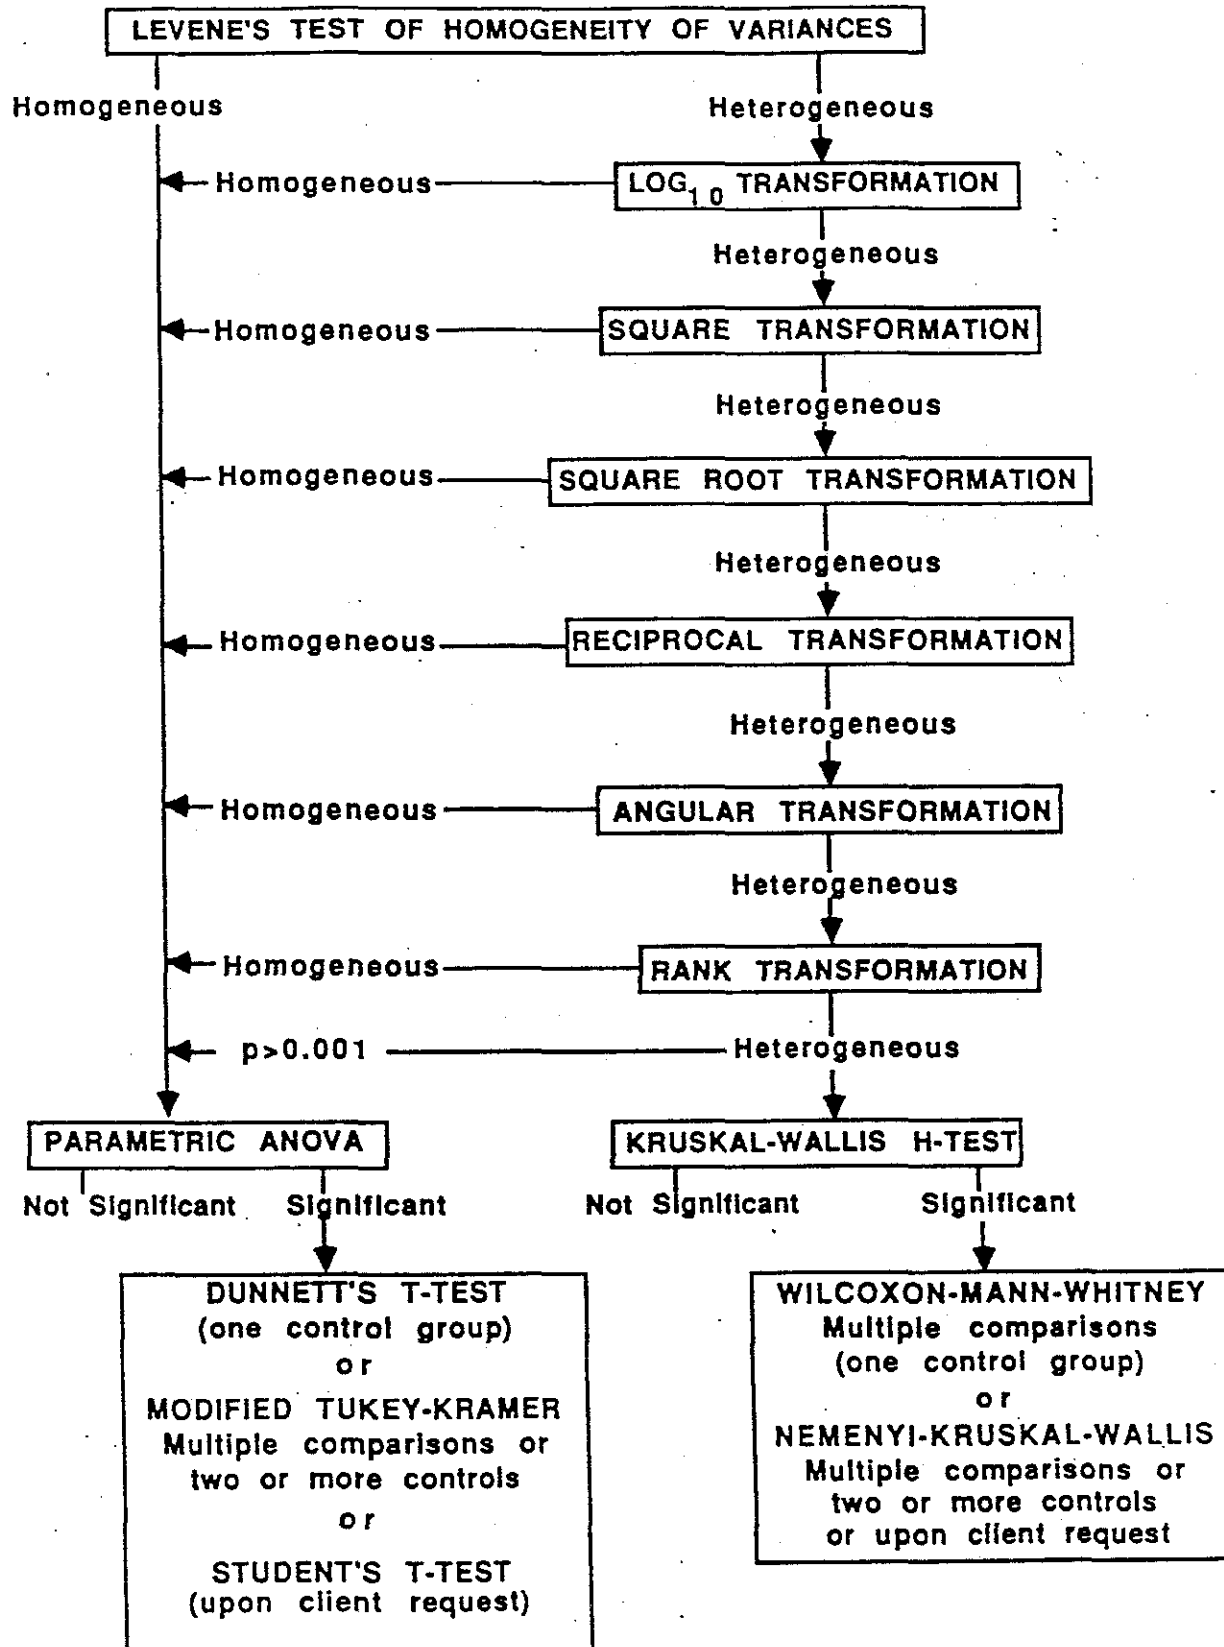 LEVENE'S TEST OF HOMOGENEITY OF VARIANCES
Homogeneous
Heterogeneous
Homogeneous
LOG10 TRANSFORMATION
Heterogeneous
Homogeneous
SQUARE TRANSFORMATION
Heterogeneous
Homogeneous
SQUARE ROOT TRANSFORMATION
Heterogeneous
Homogeneous
RECIPROCAL TRANSFORMATION
Heterogeneous
Homogeneous
ANGULAR TRANSFORMATION
Heterogeneous
Homogeneous
RANK TRANSFORMATION
p>0.001
Heterogeneous
PARAMETRIC ANOVA
KRUSKAL-WALLIS H-TEST
Not Significant
Significant
Not Significant
Significant
DUNNETT'S T-TEST
(one control group)
or
MODIFIED TUKEY-KRAMER
Multiple comparisons or
two or more controls
or
STUDENT'S T-TEST
(upon client request)
WILCOXON-MANN-WHITNEY
Multiple comparisons
(one control group)
or
NEMENYI-KRUSKAL-WALLIS
Multiple comparisons or
two or more controls
or upon client request